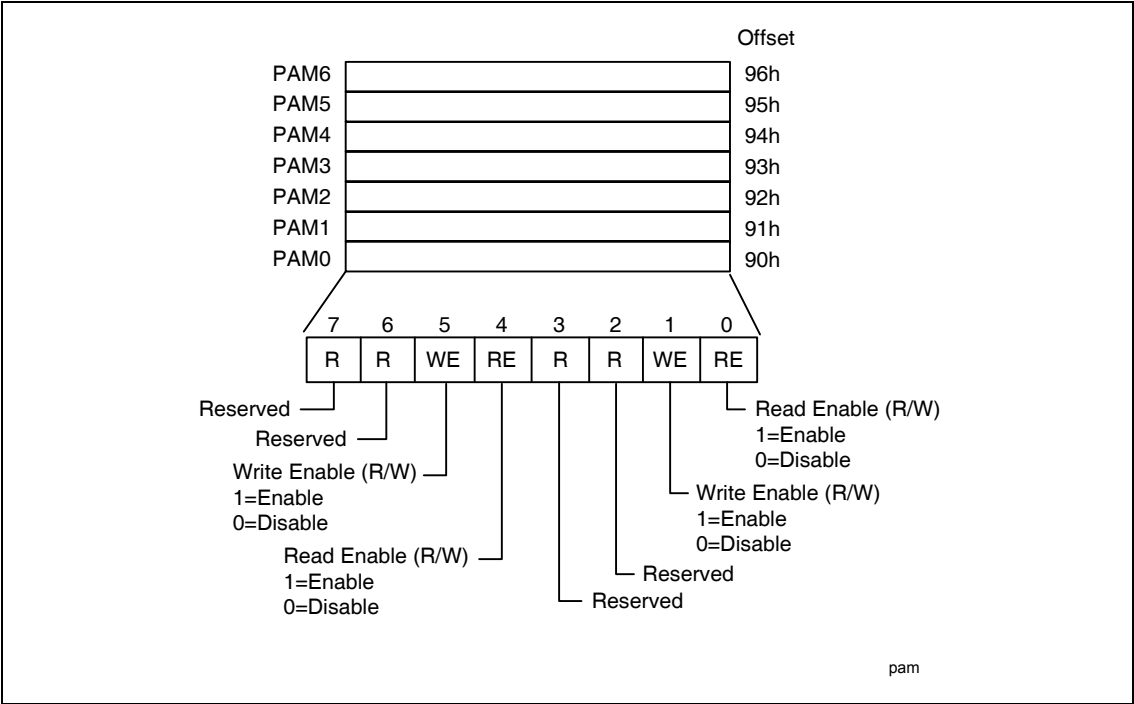 Offset
PAM6 96h
PAM5 95h
PAM4 94h
PAM3 93h
PAM2 92h
PAM1 91h
PAM0 90h
7 6 5 4 3 2 1 0
R R WE RE R R WE RE
Reserved
Reserved
Write Enable (R/W)
1=Enable
0=Disable
Read Enable (R/W)
1=Enable
0=Disable
Read Enable (R/W)
1=Enable
0=Disable
Write Enable (R/W)
1=Enable
0=Disable
Reserved
Reserved
pam